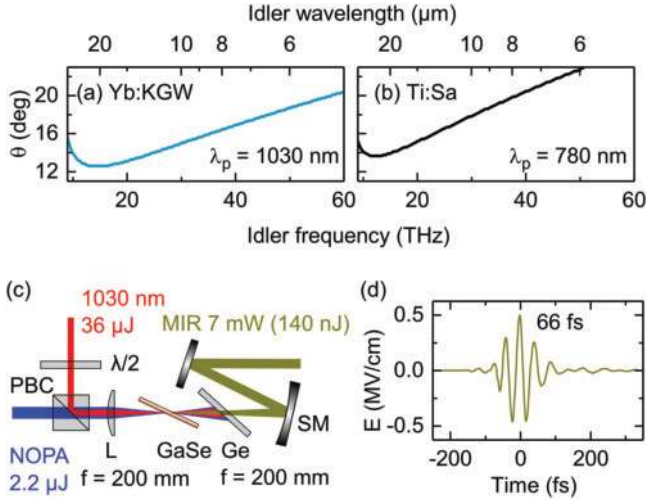 Idler wavelength (μm)
20 10 8 6 20 10 8 6
(a) Yb:KGW
(b) Ti:Sa
θ (deg)
20
16
12
λp = 1030 nm
λp = 780 nm
20 40 60 20 40 60
Idler frequency (THz)
(c)
1030 nm
36 μJ
MIR 7 mW (140 nJ)
λ/2
PBC
SM
L GaSe Ge
NOPA
2.2 μJ
f = 200 mm f = 200 mm
(d)
66 fs
E (MV/cm)
0.5
0.0
-0.5
-200 0 200
Time (fs)